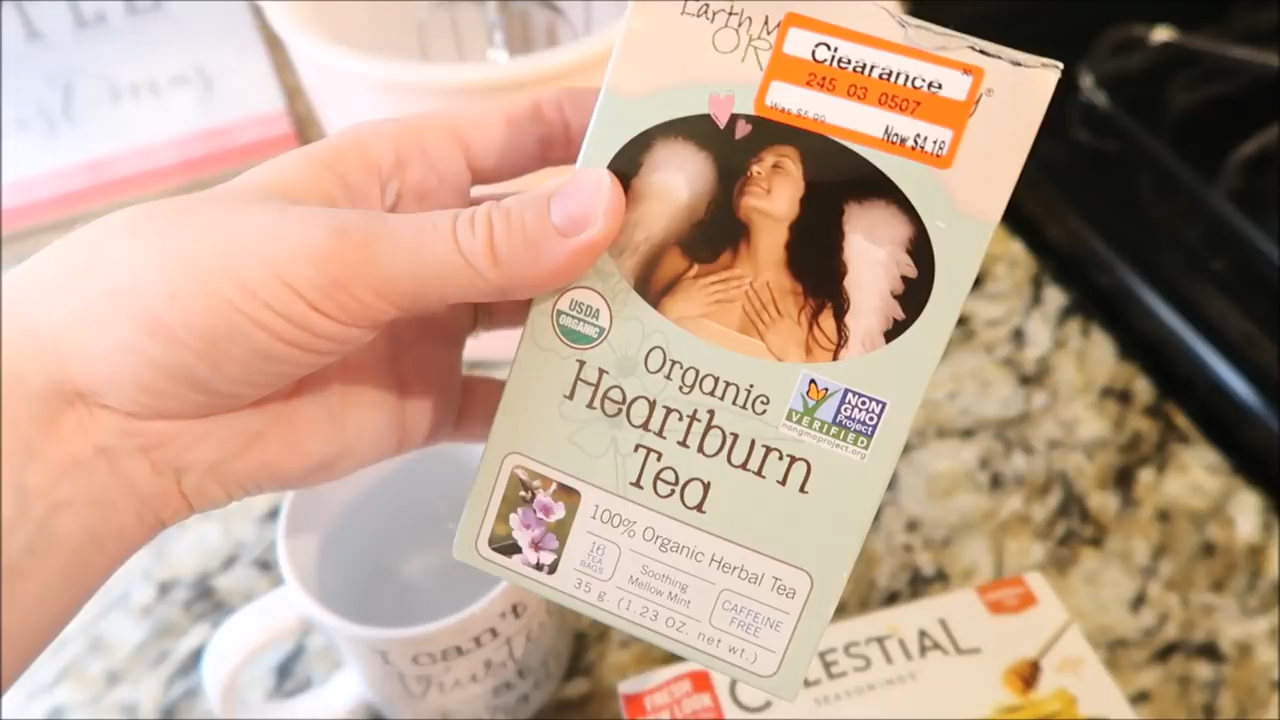 Earth
OR
Clearance
30
245 03 0507
Was $5.99
Now $4.18
®
USDA
ORGANIC
Organic
Heartburn
Tea
NON
GMO
Project
VERIFIED
nongmoproject.org
100% Organic Herbal Tea
16
TEA
BAGS
Soothing
Mellow Mint
CAFFEINE
FREE
35 g. (1.23 OZ. net wt.)
I can't
CELESTIAL
SEASONINGS
FRESH
NEW LOOK